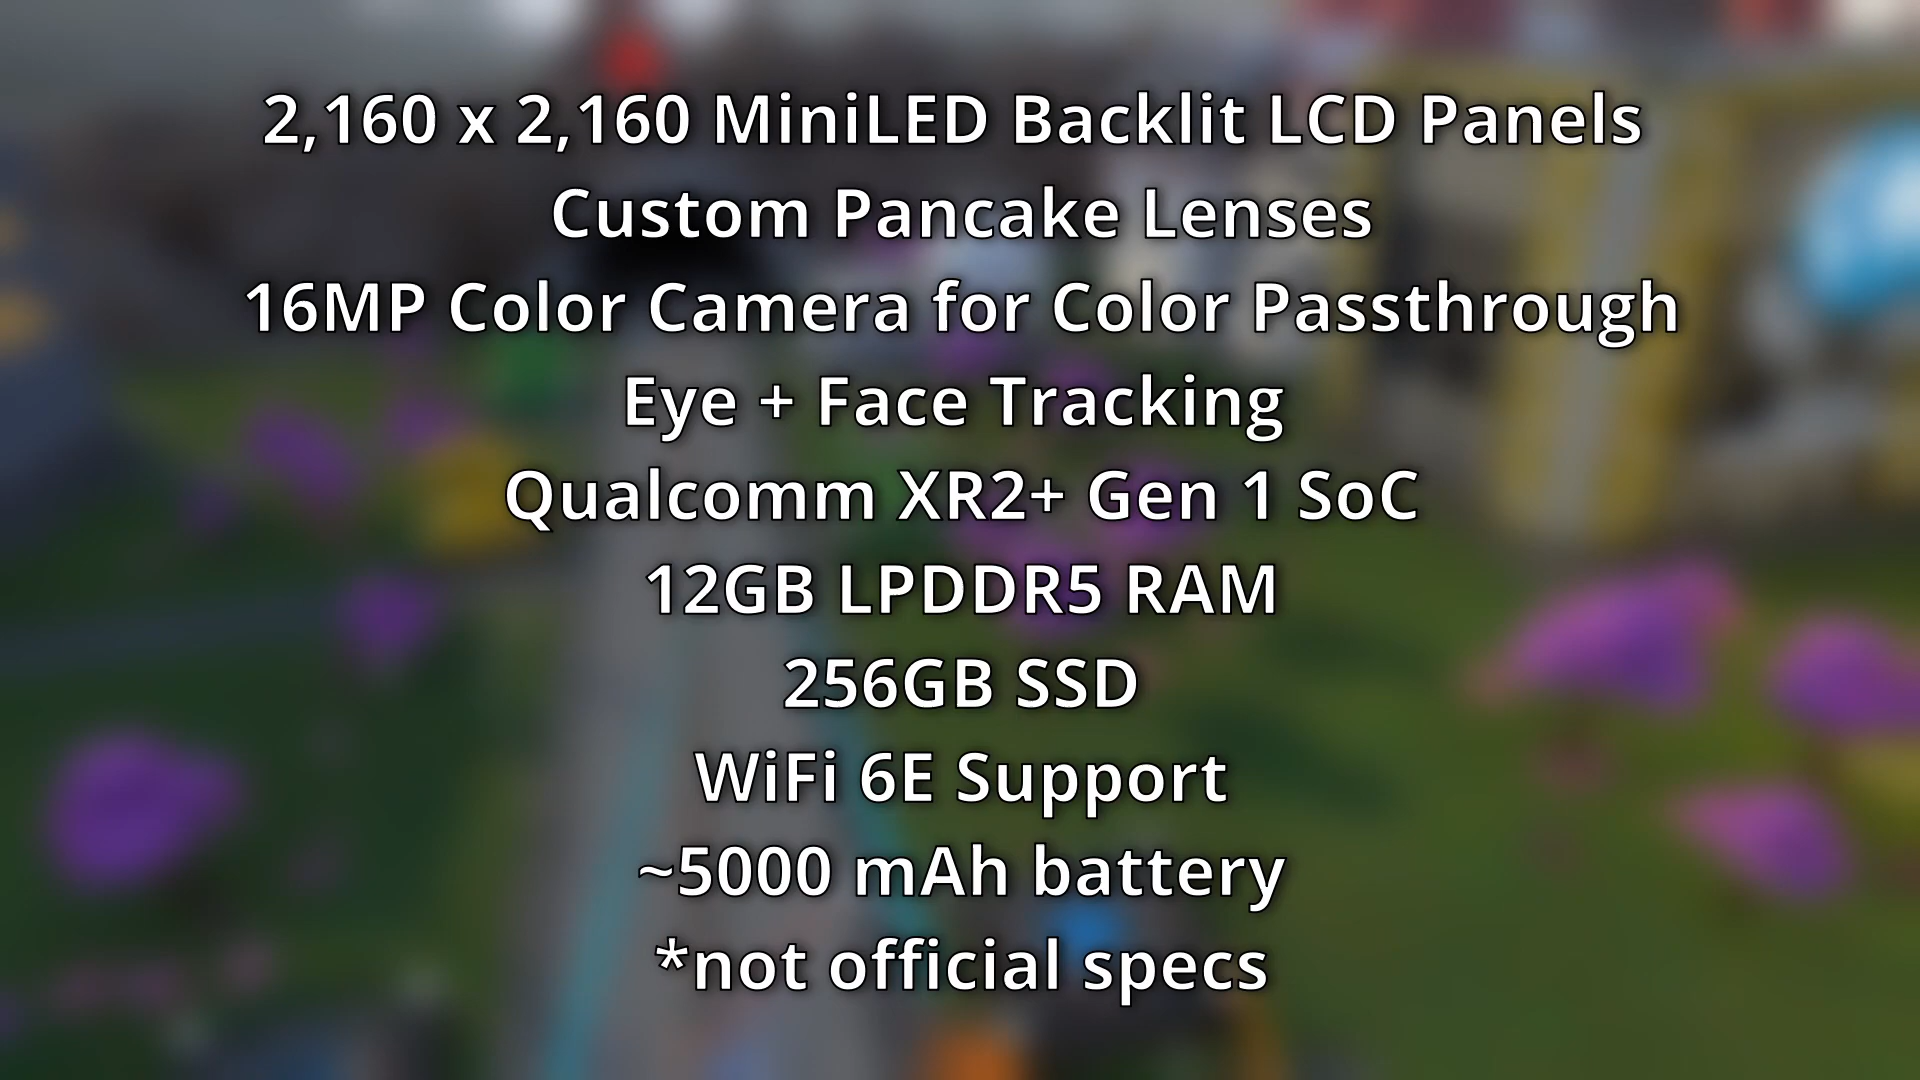 2,160 x 2,160 MiniLED Backlit LCD Panels
Custom Pancake Lenses
16MP Color Camera for Color Passthrough
Eye + Face Tracking
Qualcomm XR2+ Gen 1 SoC
12GB LPDDR5 RAM
256GB SSD
WiFi 6E Support
~5000 mAh battery
*not official specs